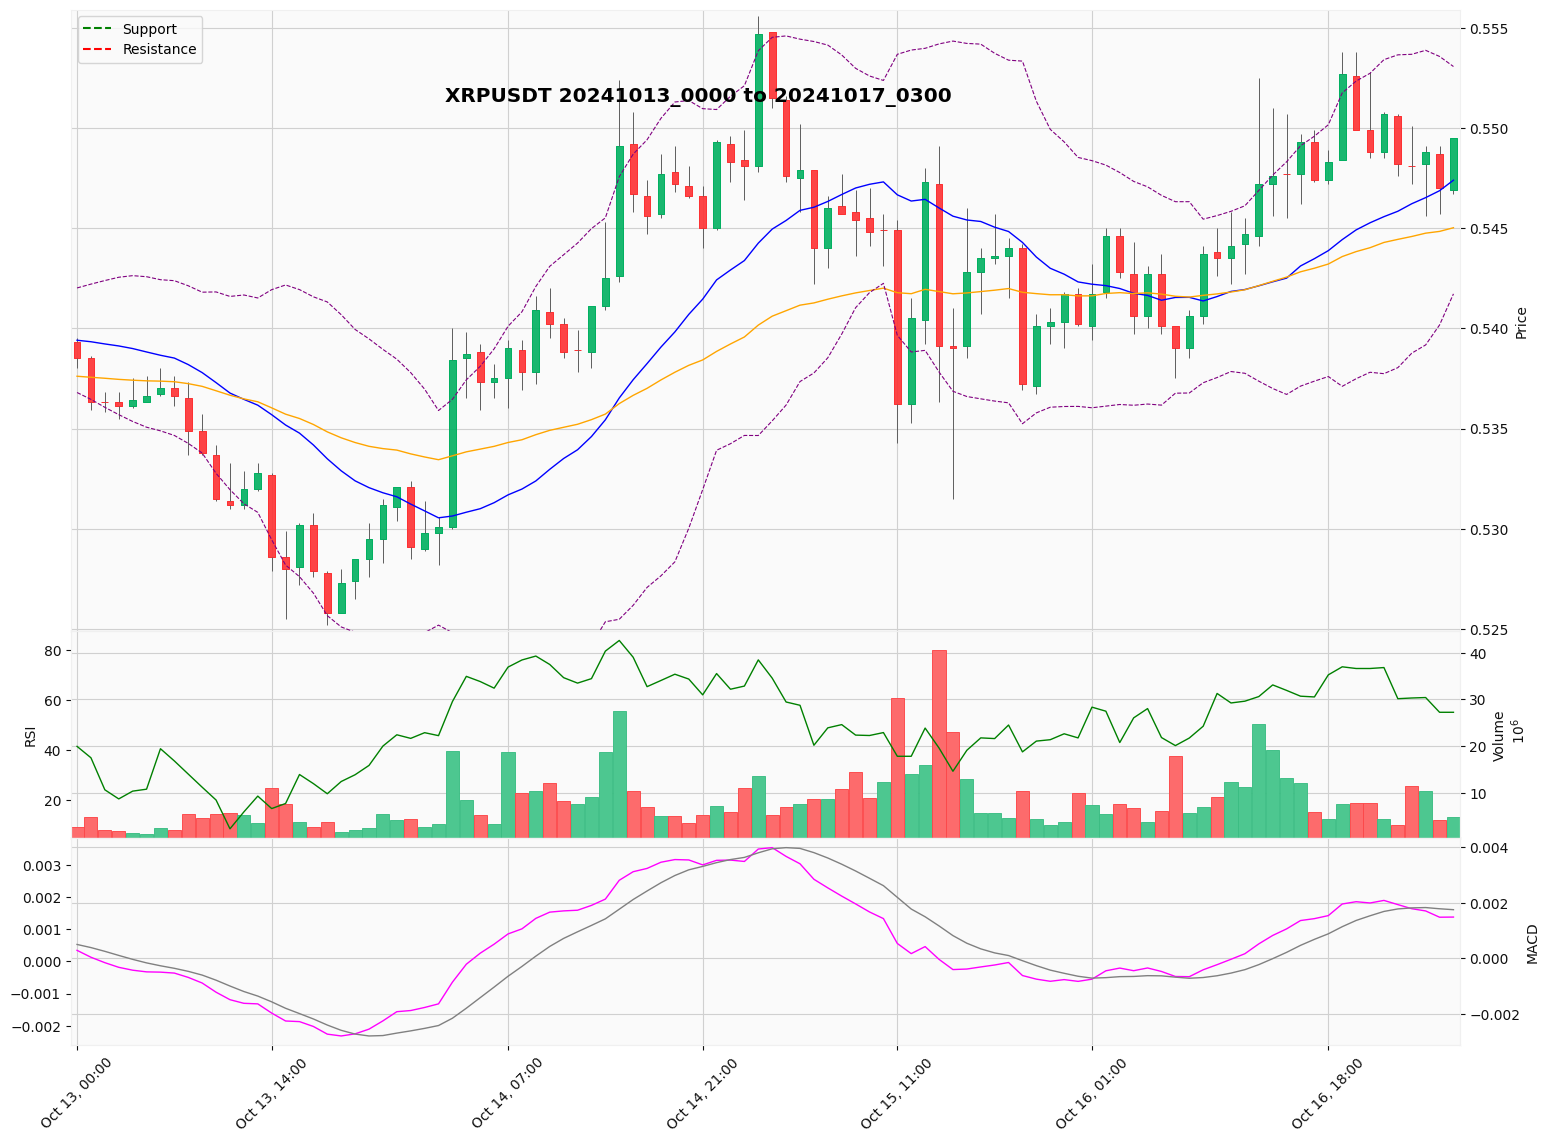 Support
Resistance
XRPUSDT 20241013_0000 to 20241017_0300
0.555
0.550
0.545
0.540
0.535
0.530
0.525
Price
80
60
40
20
RSI
40
30
20
10
Volume
10^6
0.003
0.002
0.001
0.000
−0.001
−0.002
0.004
0.002
0.000
−0.002
MACD
Oct 13, 00:00
Oct 13, 14:00
Oct 14, 07:00
Oct 14, 21:00
Oct 15, 11:00
Oct 16, 01:00
Oct 16, 18:00